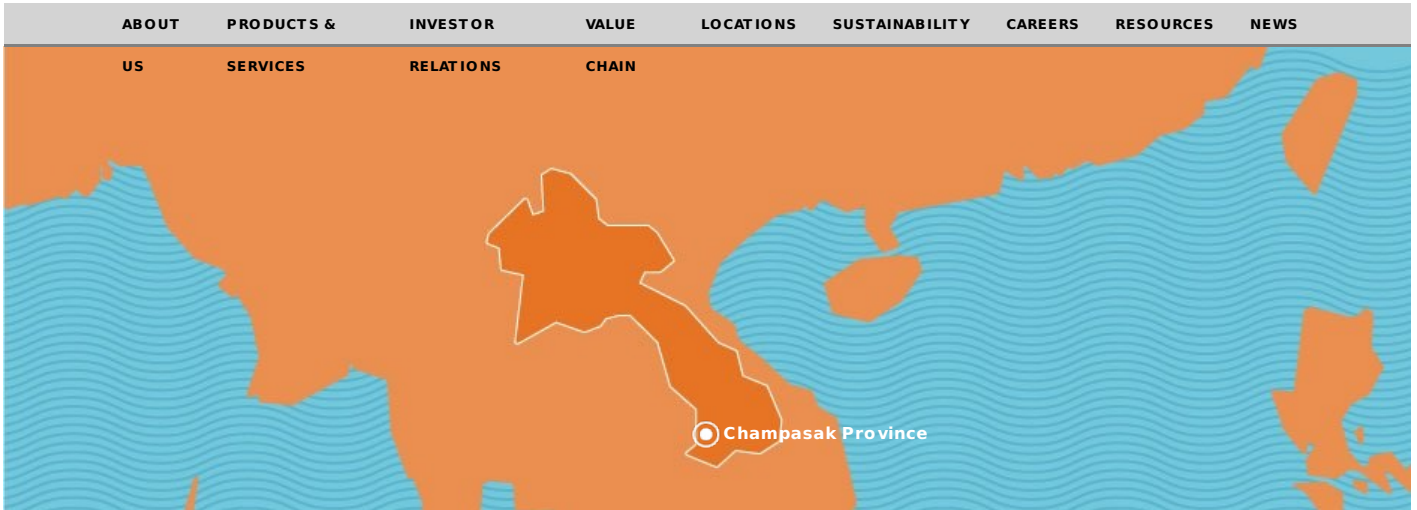 ABOUT PRODUCTS & INVESTOR VALUE LOCATIONS SUSTAINABILITY CAREERS RESOURCES NEWS
US SERVICES RELATIONS CHAIN
Champasak Province